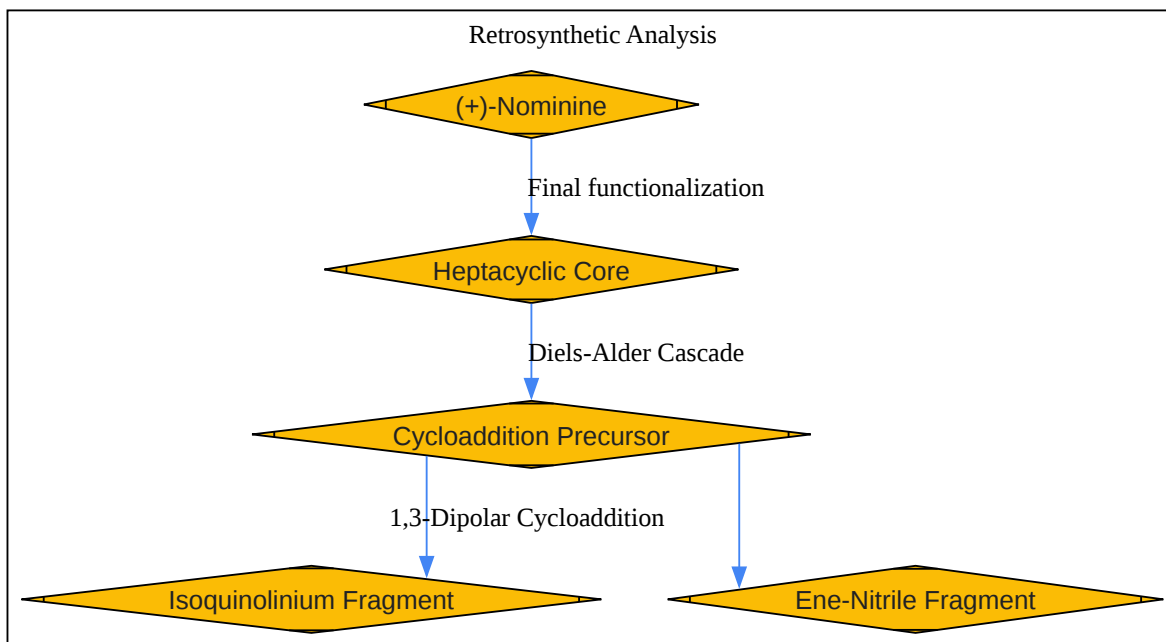 Retrosynthetic Analysis
(+)-Nominine
Final functionalization
Heptacyclic Core
Diels-Alder Cascade
Cycloaddition Precursor
1,3-Dipolar Cycloaddition
Isoquinolinium Fragment
Ene-Nitrile Fragment